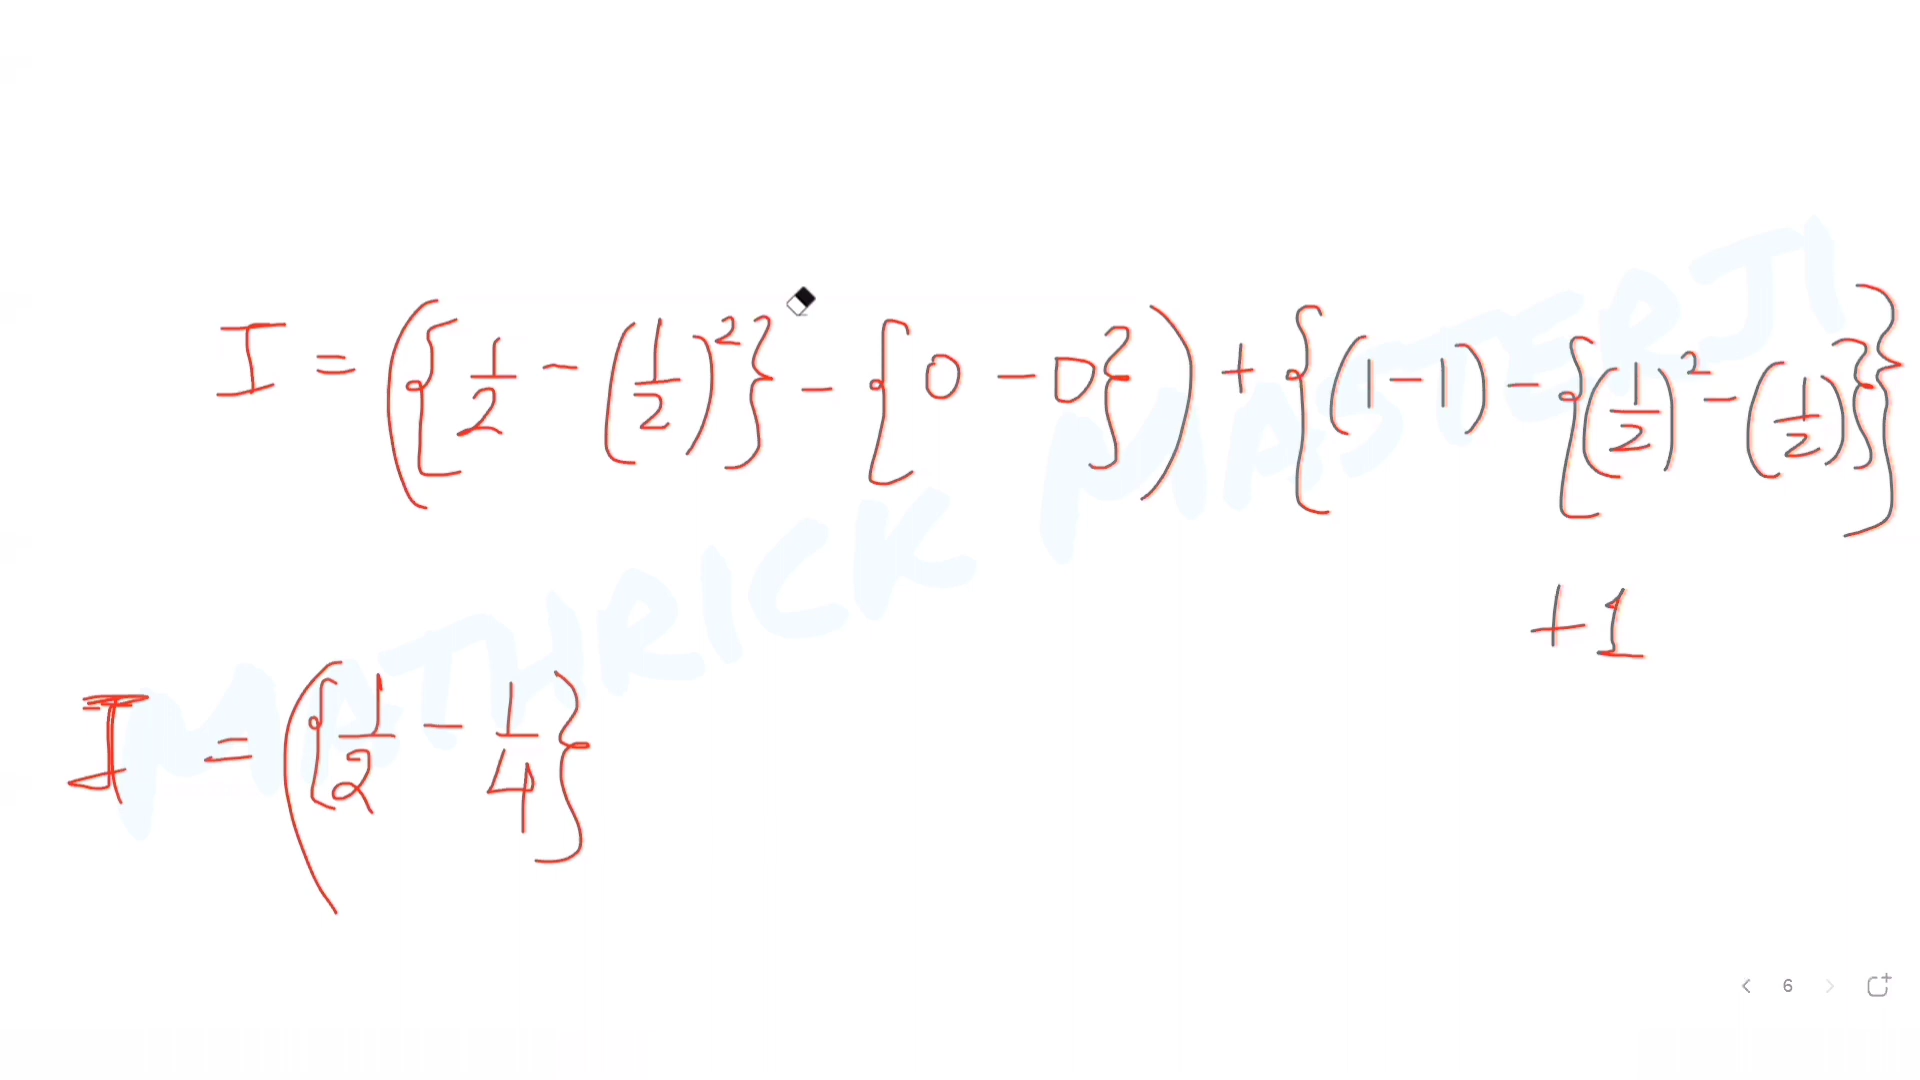 I = ({1/2 − (1/2)²} − {0 − 0}) + {(1 − 1) − {(1/2)² − (1/2)}}
+1
I = ({1/2 − 1/4}
MATHRICK MASTERJI
6